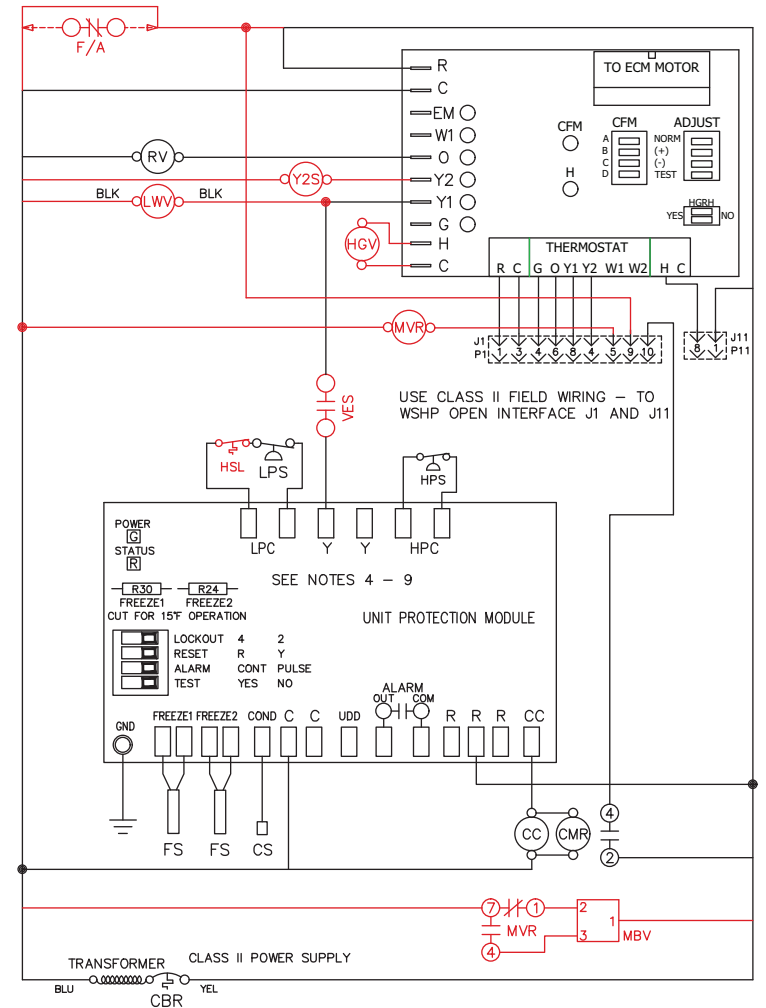 F/A
R
TO ECM MOTOR
C
EM
CFM
CFM
ADJUST
W1
A
NORM
B
(+)
O
C
(-)
D
TEST
RV
H
Y2S
Y2
BLK
LWV
BLK
Y1
HGRH
YES
NO
G
HGV
H
THERMOSTAT
C
R C G O Y1 Y2 W1 W2 H C
MVR
J1
P1
1 3 4 6 8 4 5 9 10
8 1
J11
P11
USE CLASS II FIELD WIRING – TO
WSHP OPEN INTERFACE J1 AND J11
VES
HSL
LPS
HPS
POWER
G
STATUS
R
LPC
Y
Y
HPC
SEE NOTES 4 – 9
R30
R24
FREEZE1
FREEZE2
CUT FOR 15°F OPERATION
UNIT PROTECTION MODULE
LOCKOUT 4 2
RESET R Y
ALARM CONT PULSE
TEST YES NO
ALARM
OUT COM
GND
FREEZE1 FREEZE2 COND C C UDD R R R CC
4
CC
CMR
2
FS
FS
CS
7
1
2
1
MVR
3
MBV
4
TRANSFORMER
CLASS II POWER SUPPLY
BLU
YEL
CBR